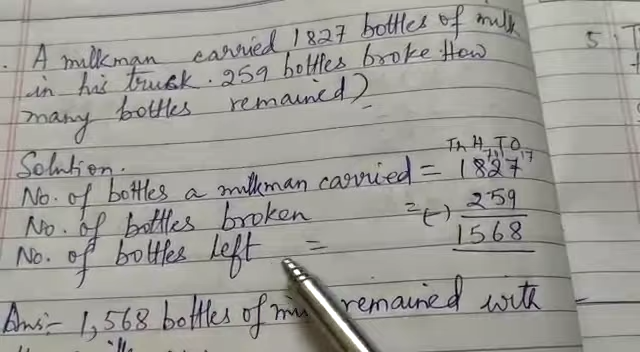 A milkman carried 1827 bottles of milk
in his truck. 259 bottles broke How
many bottles remained?
5.
Solution.
Th H T O
No. of bottles a milkman carried = 1827
No. of bottles broken = (-) 259
No. of bottles left = 1568
Ans:- 1,568 bottles of remained with